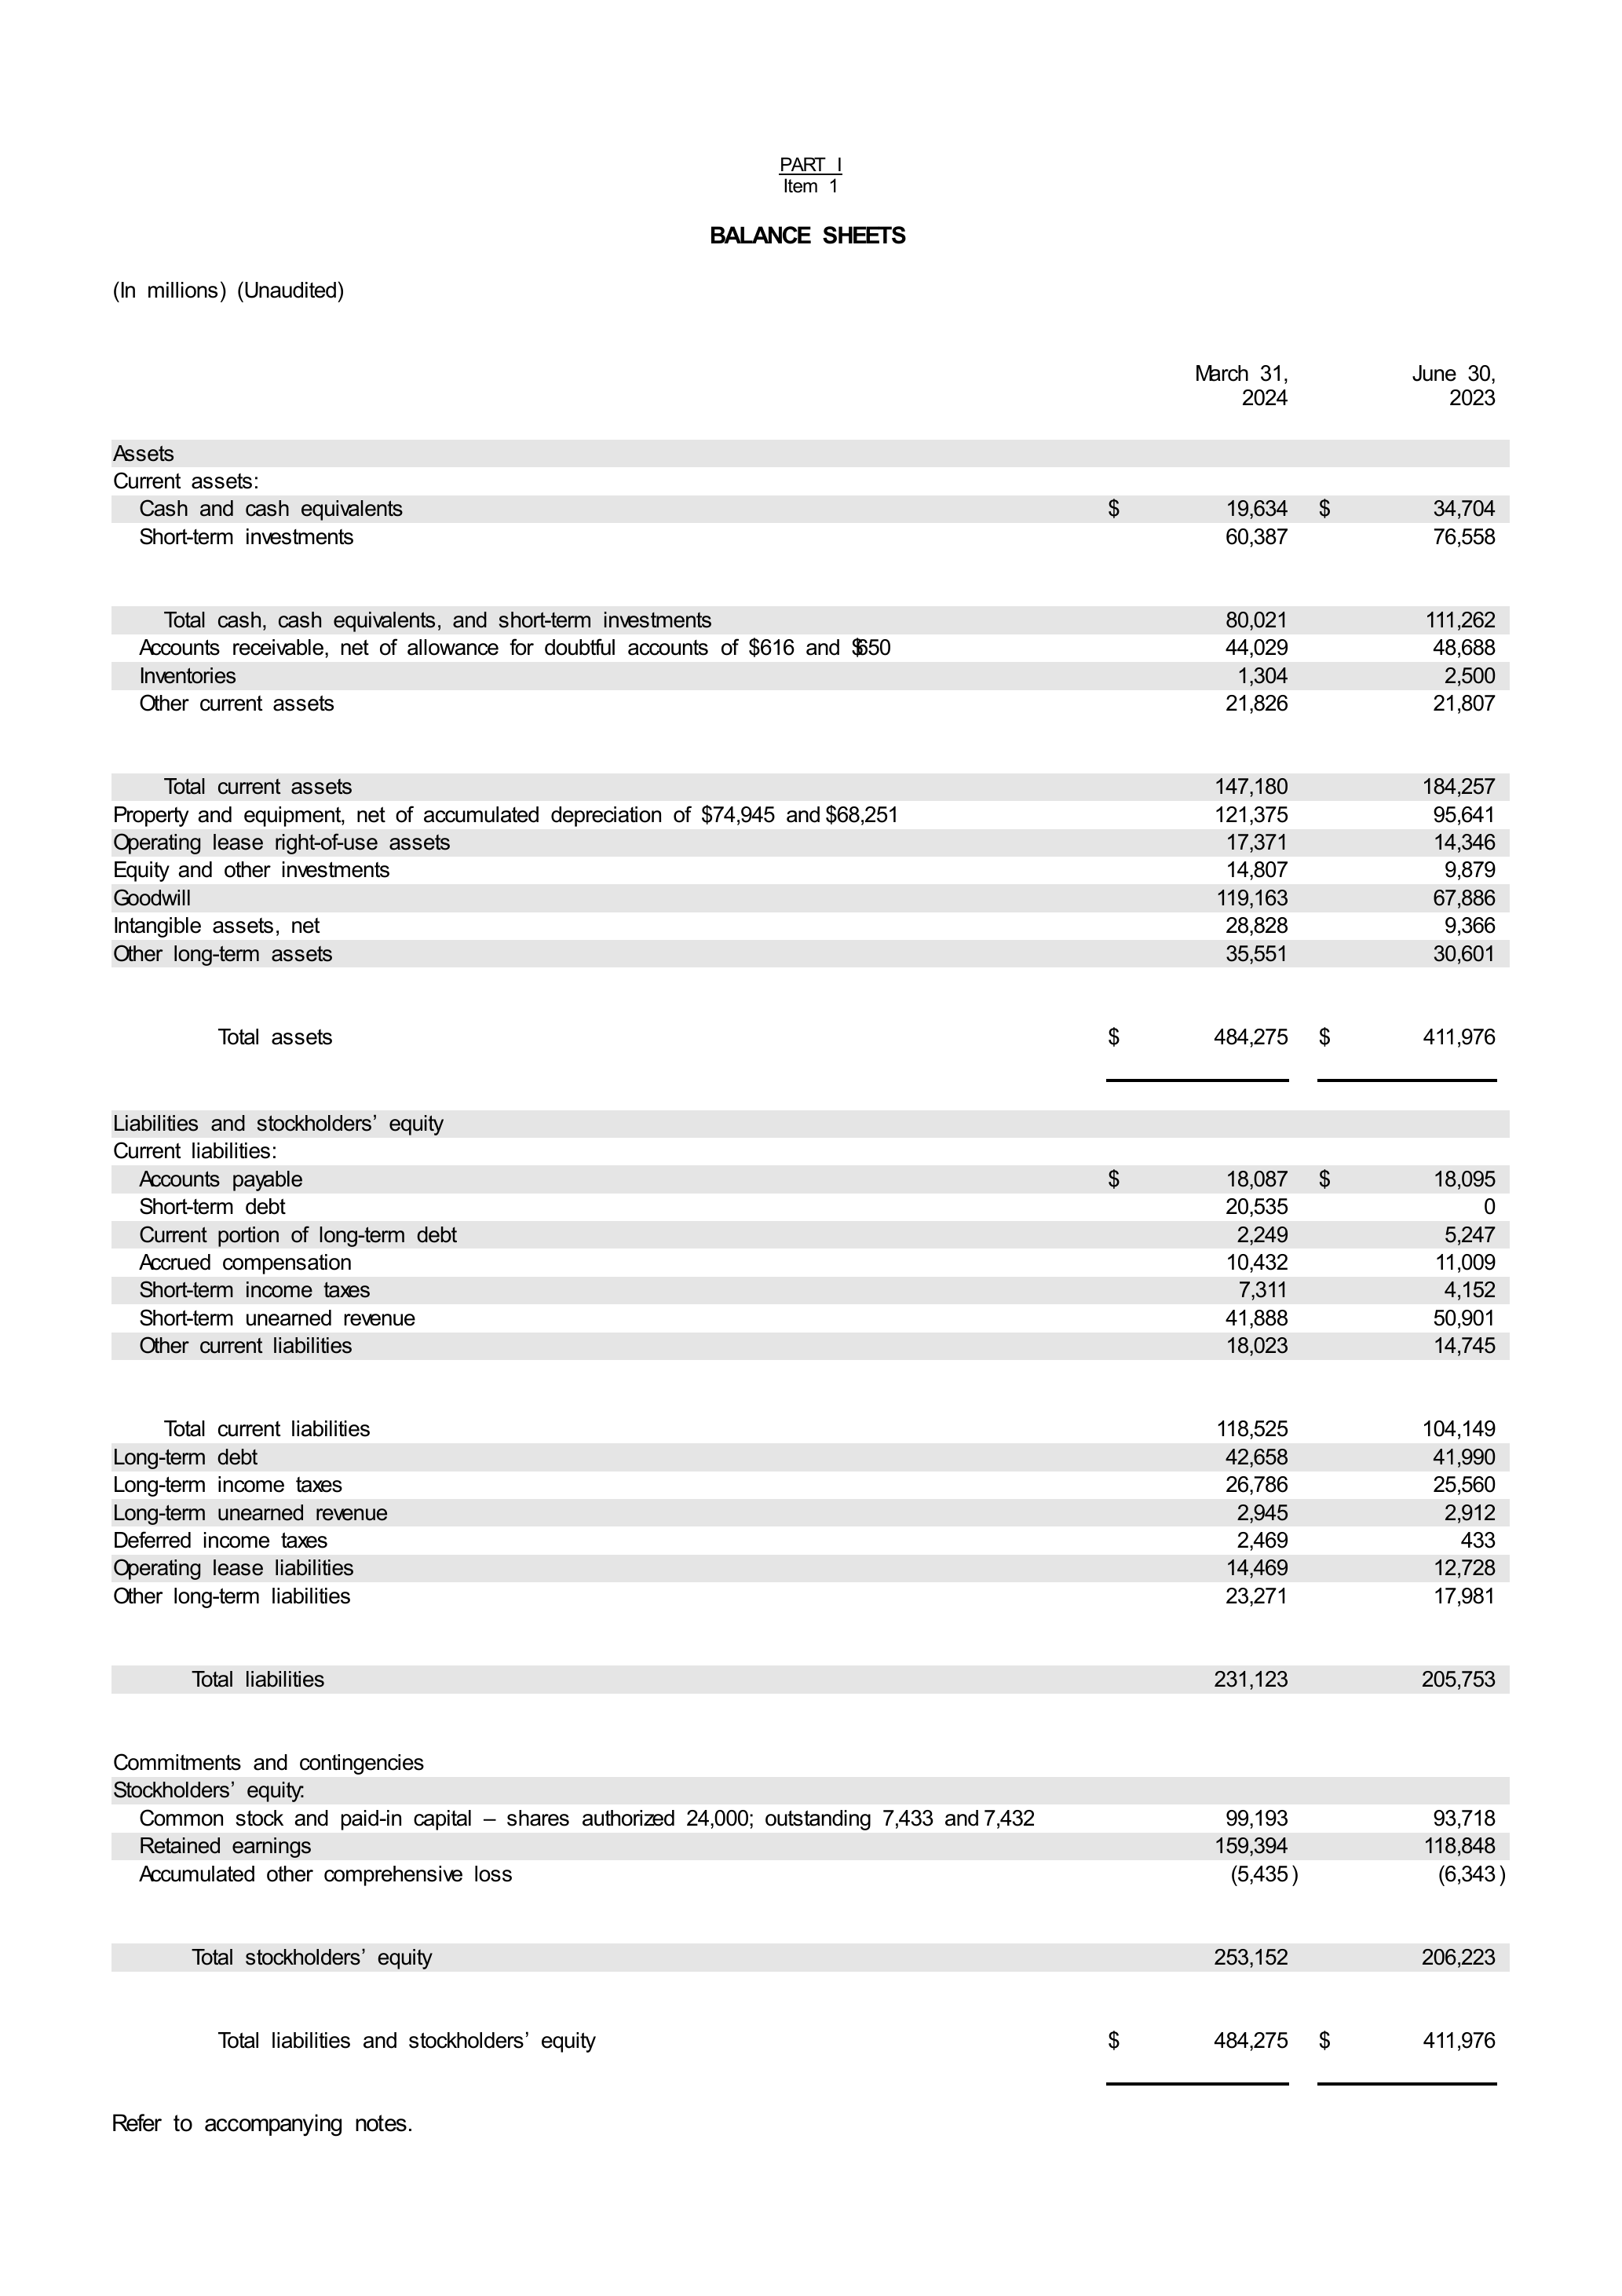 PART I
Item 1
BALANCE SHEETS
(In millions) (Unaudited)
March 31, 2024 June 30, 2023
Assets
Current assets:
Cash and cash equivalents $ 19,634 $ 34,704
Short-term investments 60,387 76,558
Total cash, cash equivalents, and short-term investments 80,021 111,262
Accounts receivable, net of allowance for doubtful accounts of $616 and $650 44,029 48,688
Inventories 1,304 2,500
Other current assets 21,826 21,807
Total current assets 147,180 184,257
Property and equipment, net of accumulated depreciation of $74,945 and $68,251 121,375 95,641
Operating lease right-of-use assets 17,371 14,346
Equity and other investments 14,807 9,879
Goodwill 119,163 67,886
Intangible assets, net 28,828 9,366
Other long-term assets 35,551 30,601
Total assets $ 484,275 $ 411,976
Liabilities and stockholders’ equity
Current liabilities:
Accounts payable $ 18,087 $ 18,095
Short-term debt 20,535 0
Current portion of long-term debt 2,249 5,247
Accrued compensation 10,432 11,009
Short-term income taxes 7,311 4,152
Short-term unearned revenue 41,888 50,901
Other current liabilities 18,023 14,745
Total current liabilities 118,525 104,149
Long-term debt 42,658 41,990
Long-term income taxes 26,786 25,560
Long-term unearned revenue 2,945 2,912
Deferred income taxes 2,469 433
Operating lease liabilities 14,469 12,728
Other long-term liabilities 23,271 17,981
Total liabilities 231,123 205,753
Commitments and contingencies
Stockholders’ equity:
Common stock and paid-in capital – shares authorized 24,000; outstanding 7,433 and 7,432 99,193 93,718
Retained earnings 159,394 118,848
Accumulated other comprehensive loss (5,435) (6,343)
Total stockholders’ equity 253,152 206,223
Total liabilities and stockholders’ equity $ 484,275 $ 411,976
Refer to accompanying notes.